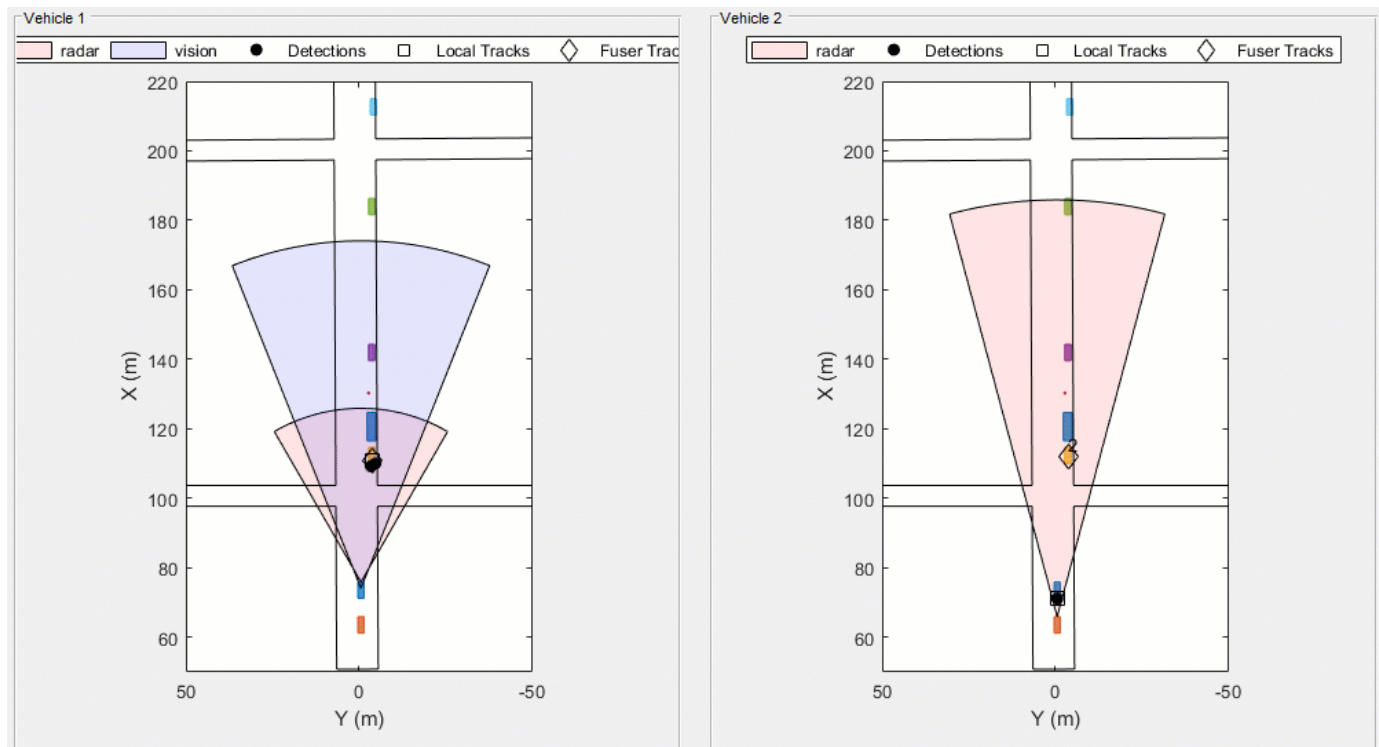 Vehicle 1
radar vision Detections Local Tracks Fuser Trac
220
200
180
160
140
120
100
80
60
X (m)
50 0 -50
Y (m)
Vehicle 2
radar Detections Local Tracks Fuser Tracks
220
200
180
160
140
120
100
80
60
X (m)
2
50 0 -50
Y (m)